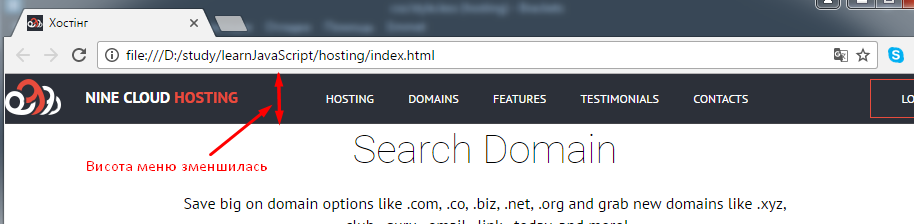 Хостінг
file:///D:/study/learnJavaScript/hosting/index.html
NINE CLOUD HOSTING
HOSTING
DOMAINS
FEATURES
TESTIMONIALS
CONTACTS
LO
Search Domain
Висота меню зменшилась
Save big on domain options like .com, .co, .biz, .net, .org and grab new domains like .xyz,